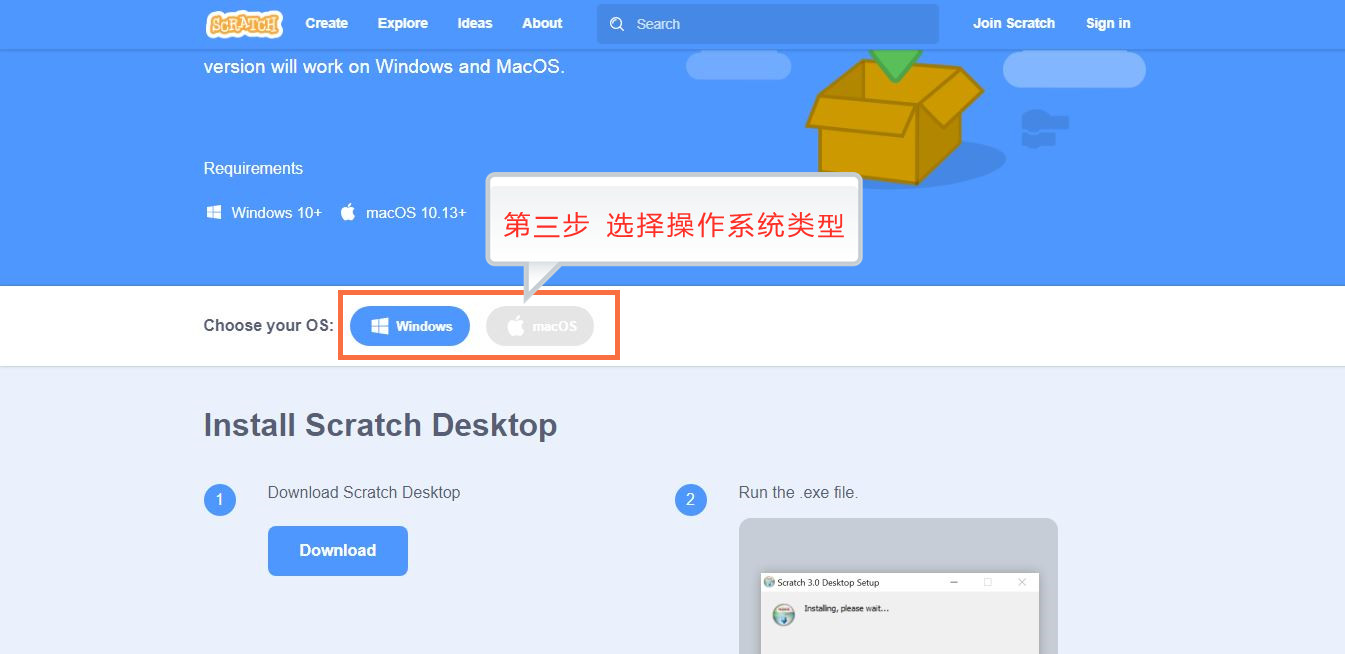 SCRATCH Create Explore Ideas About Search Join Scratch Sign in
version will work on Windows and MacOS.
Requirements
Windows 10+ macOS 10.13+
第三步 选择操作系统类型
Choose your OS: Windows macOS
Install Scratch Desktop
1 Download Scratch Desktop
2 Run the .exe file.
Download
Scratch 3.0 Desktop Setup
Installing, please wait...